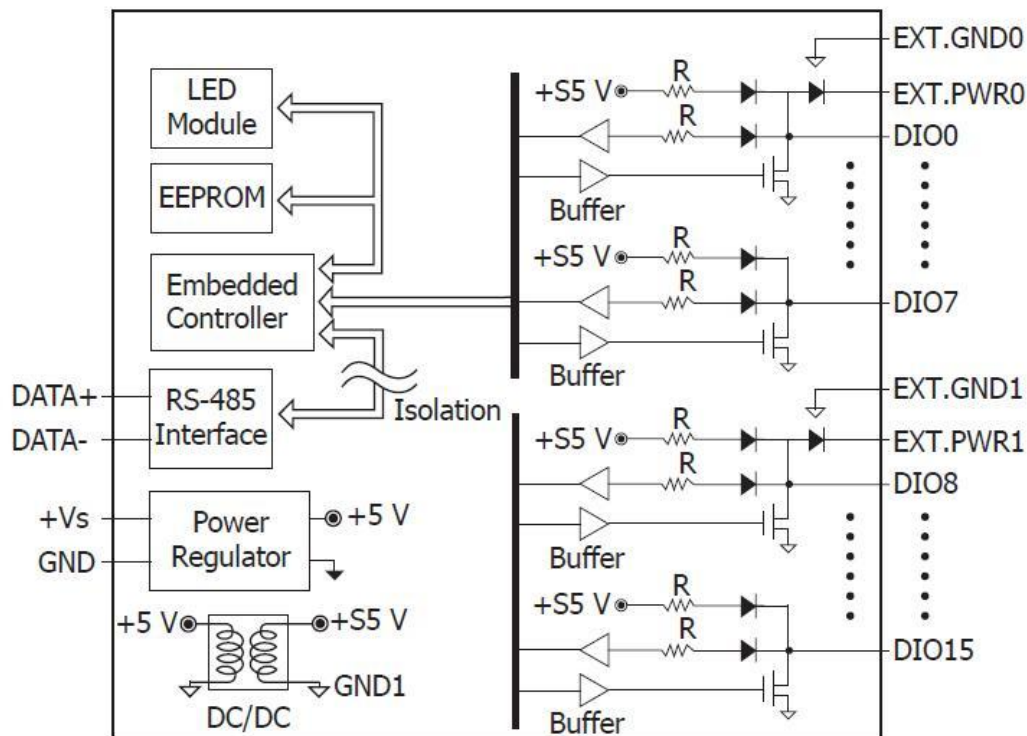 LED
Module
EEPROM
Embedded
Controller
RS-485
Interface
DATA+
DATA-
Isolation
+Vs
GND
Power
Regulator
+5 V
+5 V
+S5 V
GND1
DC/DC
+S5 V
R
R
Buffer
EXT.GND0
EXT.PWR0
DIO0
+S5 V
R
R
Buffer
DIO7
EXT.GND1
+S5 V
R
R
Buffer
EXT.PWR1
DIO8
+S5 V
R
R
Buffer
DIO15